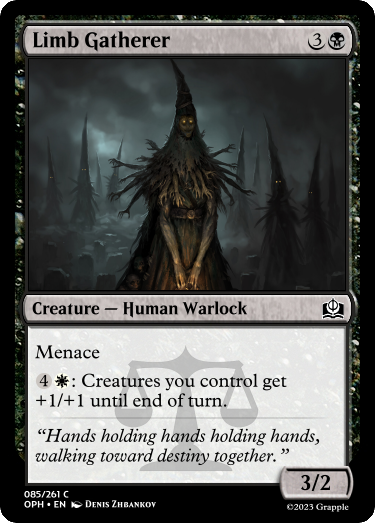 Limb Gatherer 3
Creature — Human Warlock
Menace
4 : Creatures you control get
+1/+1 until end of turn.
“Hands holding hands holding hands,
walking toward destiny together.”
3/2
085/261 C
OPH • EN Denis Zhbankov
©2023 Grapple